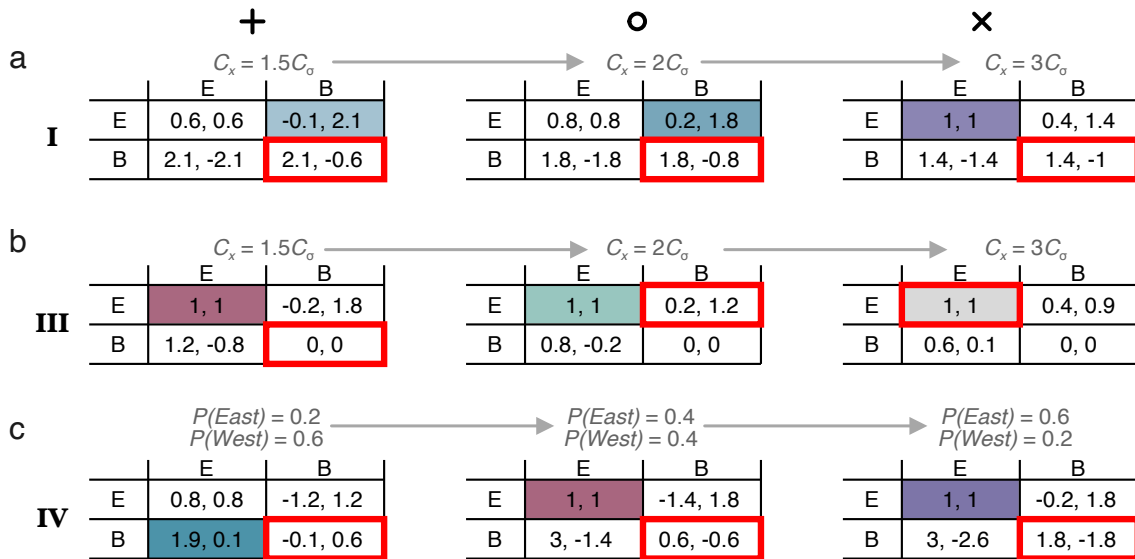 + o ×
a
C_x = 1.5C_σ C_x = 2C_σ C_x = 3C_σ
E B E B E B
I
E 0.6, 0.6 -0.1, 2.1 E 0.8, 0.8 0.2, 1.8 E 1, 1 0.4, 1.4
B 2.1, -2.1 2.1, -0.6 B 1.8, -1.8 1.8, -0.8 B 1.4, -1.4 1.4, -1
b
C_x = 1.5C_σ C_x = 2C_σ C_x = 3C_σ
E B E B E B
III
E 1, 1 -0.2, 1.8 E 1, 1 0.2, 1.2 E 1, 1 0.4, 0.9
B 1.2, -0.8 0, 0 B 0.8, -0.2 0, 0 B 0.6, 0.1 0, 0
c
P(East) = 0.2 P(East) = 0.4 P(East) = 0.6
P(West) = 0.6 P(West) = 0.4 P(West) = 0.2
E B E B E B
IV
E 0.8, 0.8 -1.2, 1.2 E 1, 1 -1.4, 1.8 E 1, 1 -0.2, 1.8
B 1.9, 0.1 -0.1, 0.6 B 3, -1.4 0.6, -0.6 B 3, -2.6 1.8, -1.8